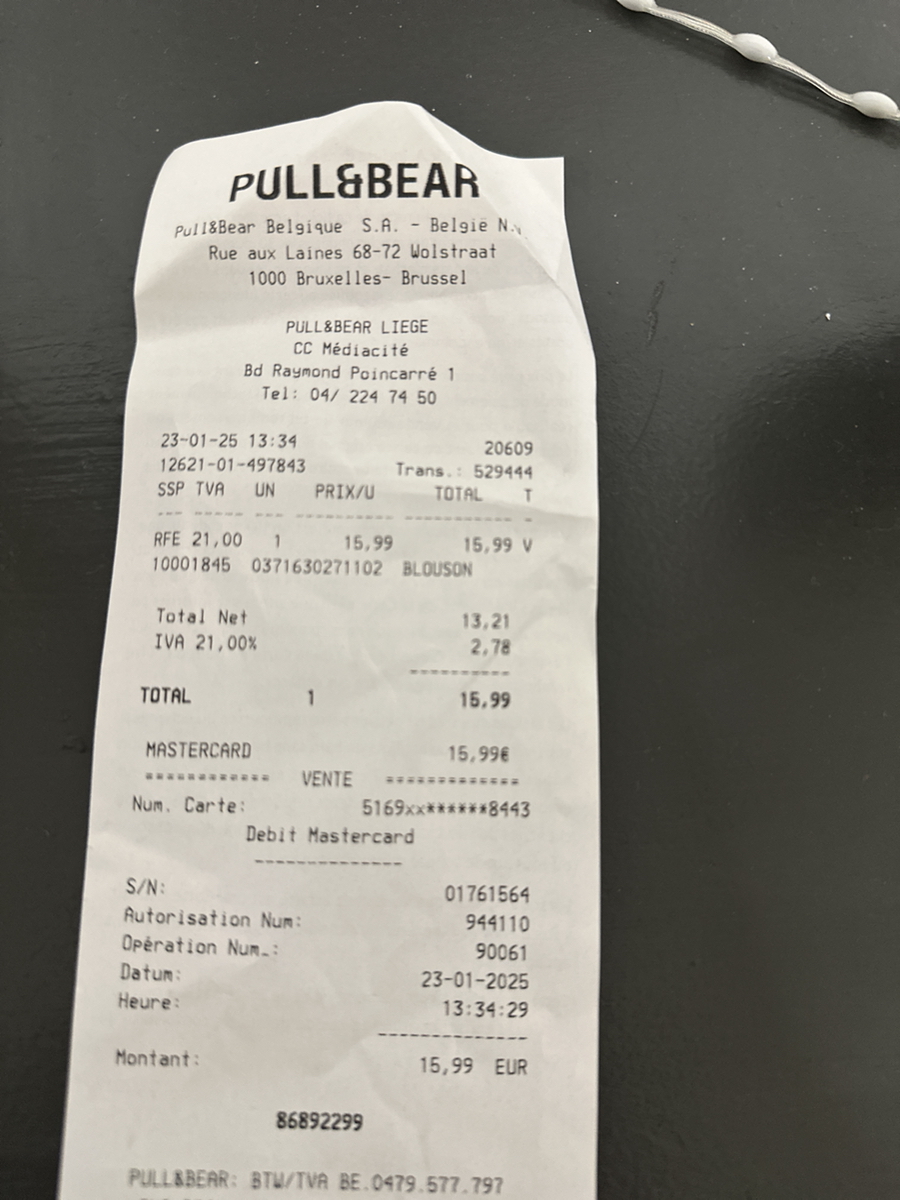 PULL&BEAR
Pull&Bear Belgique S.A. - België N.
Rue aux Laines 68-72 Wolstraat
1000 Bruxelles- Brussel
PULL&BEAR LIEGE
CC Médiacité
Bd Raymond Poincarré 1
Tel: 04/ 224 74 50
23-01-25 13:34 20609
12621-01-497843 Trans.: 529444
SSP TVA UN PRIX/U TOTAL T
--- ----- --- ---------- ---------- -
RFE 21,00 1 15,99 15,99 V
10001845 0371630271102 BLOUSON
Total Net 13,21
IVA 21,00% 2,78
----------
TOTAL 1 15,99
MASTERCARD 15,99€
============ VENTE =============
Num. Carte: 5169xx******8443
Debit Mastercard
--------------
S/N: 01761564
Autorisation Num: 944110
Opération Num.: 90061
Datum: 23-01-2025
Heure: 13:34:29
--------------
Montant: 15,99 EUR
86892299
PULL&BEAR: BTW/TVA BE.0479.577.797